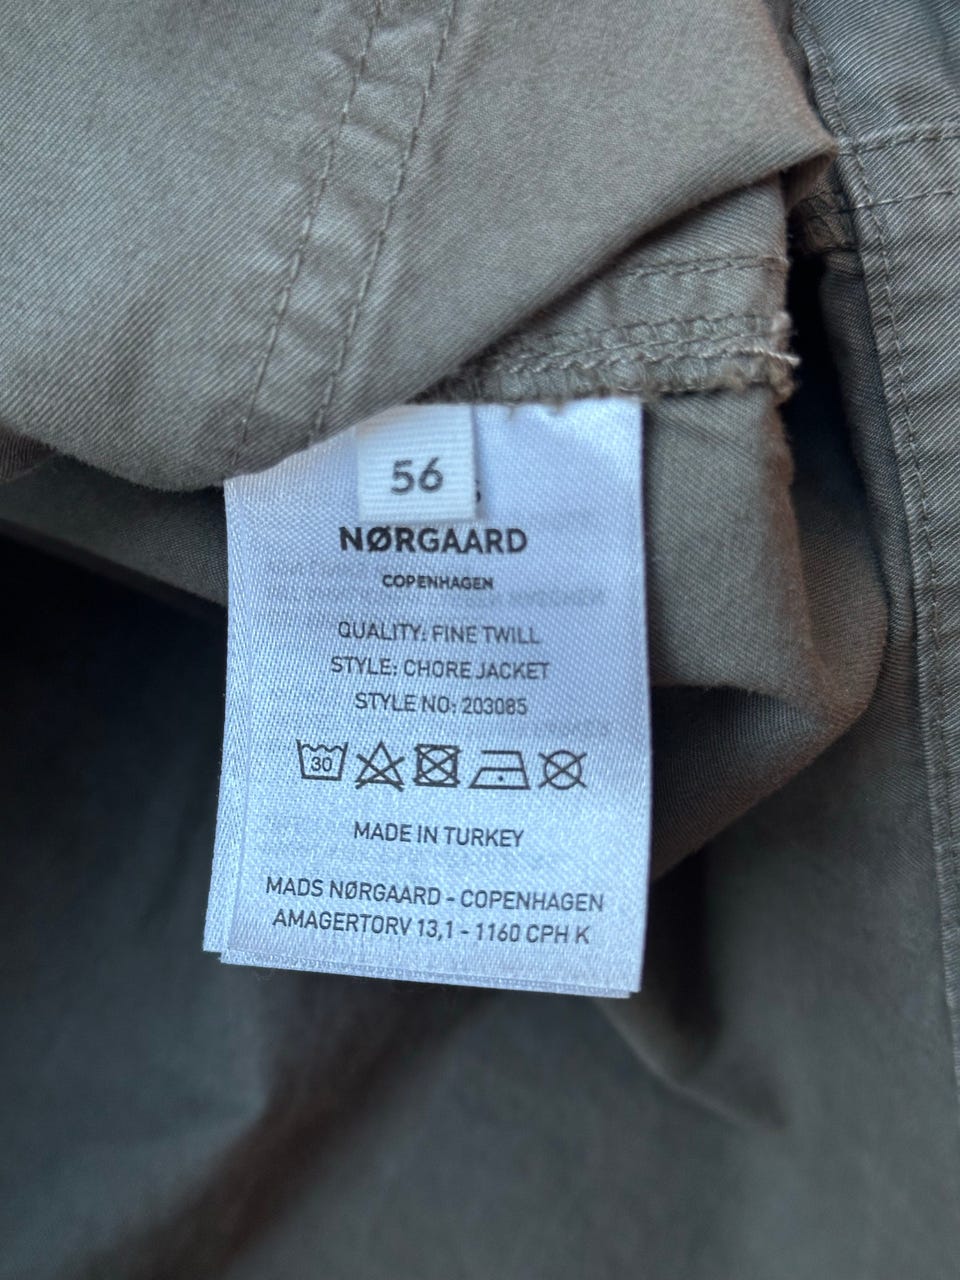 56
NØRGAARD
COPENHAGEN
QUALITY: FINE TWILL
STYLE: CHORE JACKET
STYLE NO: 203085
30
MADE IN TURKEY
MADS NØRGAARD - COPENHAGEN
AMAGERTORV 13,1 - 1160 CPH K